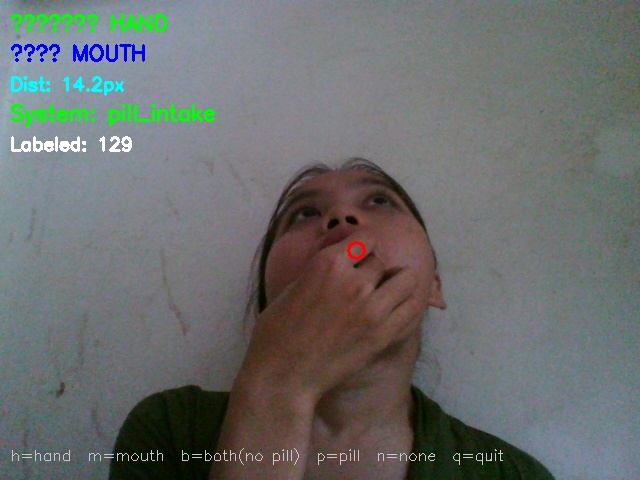 ??????? HAND
???? MOUTH
Dist: 14.2px
System: pill_intake
Labeled: 129
h=hand m=mouth b=both(no pill) p=pill n=none q=quit